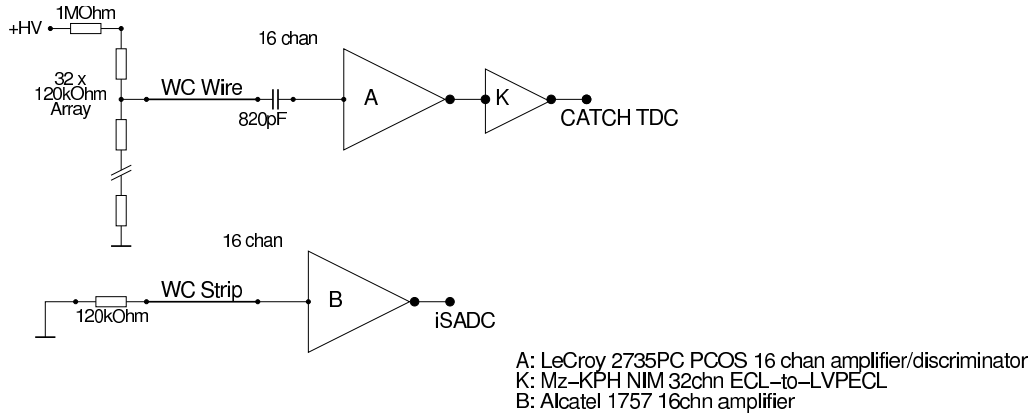 1MOhm
+HV
16 chan
32 x
120kOhm
Array
WC Wire
820pF
A
K
CATCH TDC
16 chan
WC Strip
120kOhm
B
iSADC
A: LeCroy 2735PC PCOS 16 chan amplifier/discriminator
K: Mz-KPH NIM 32chn ECL-to-LVPECL
B: Alcatel 1757 16chn amplifier